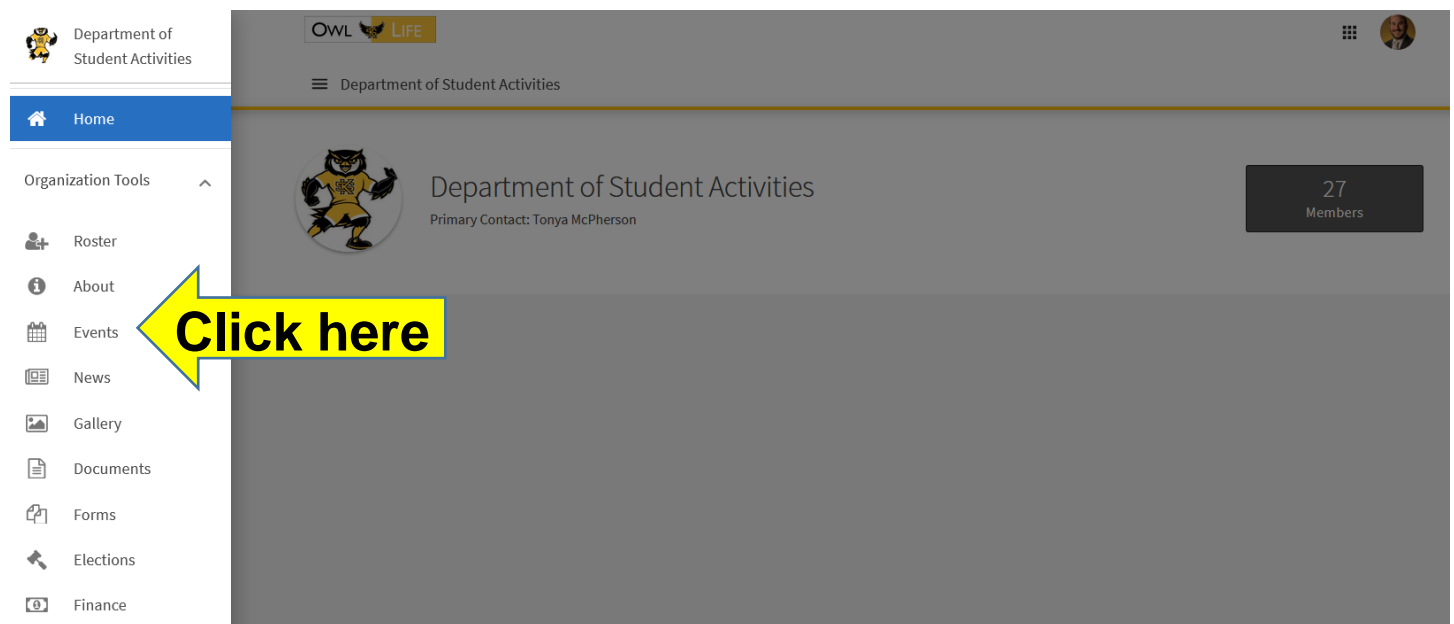 Department of
Student Activities
Home
Organization Tools
Roster
About
Events
News
Gallery
Documents
Forms
Elections
Finance
OWL LIFE
Department of Student Activities
Department of Student Activities
Primary Contact: Tonya McPherson
27
Members
Click here